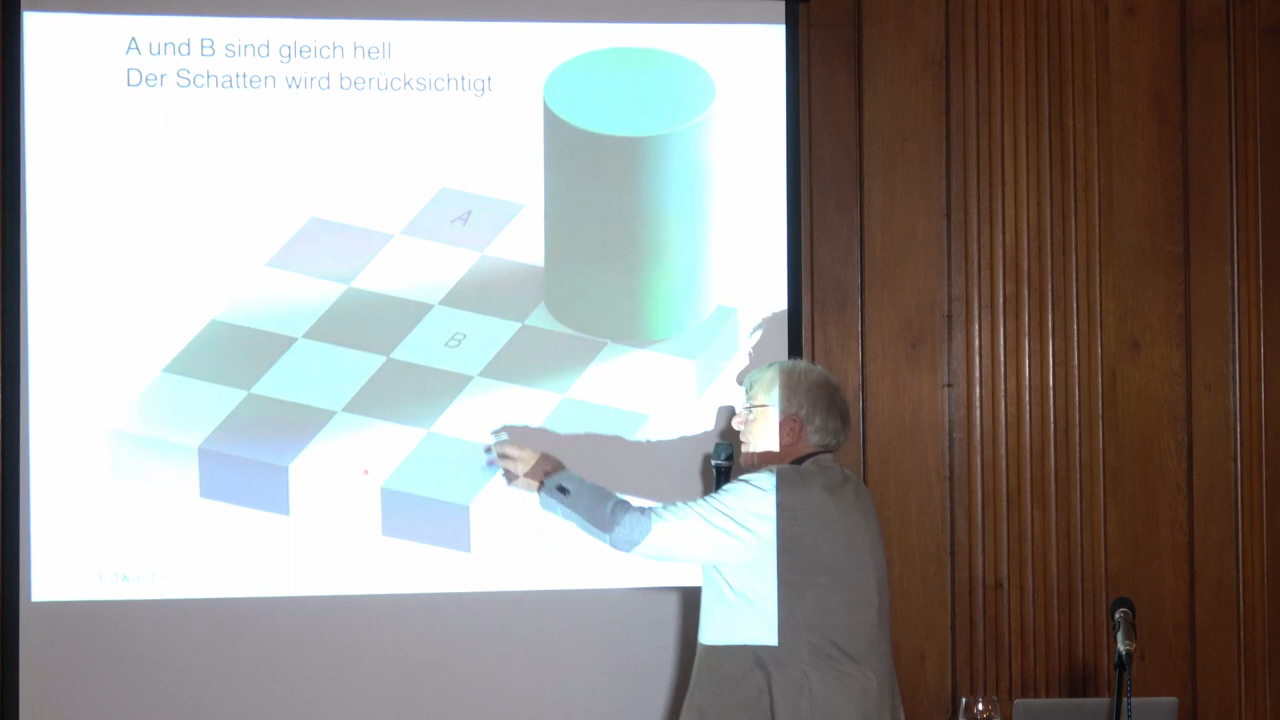 A und B sind gleich hell
Der Schatten wird berücksichtigt
A
B